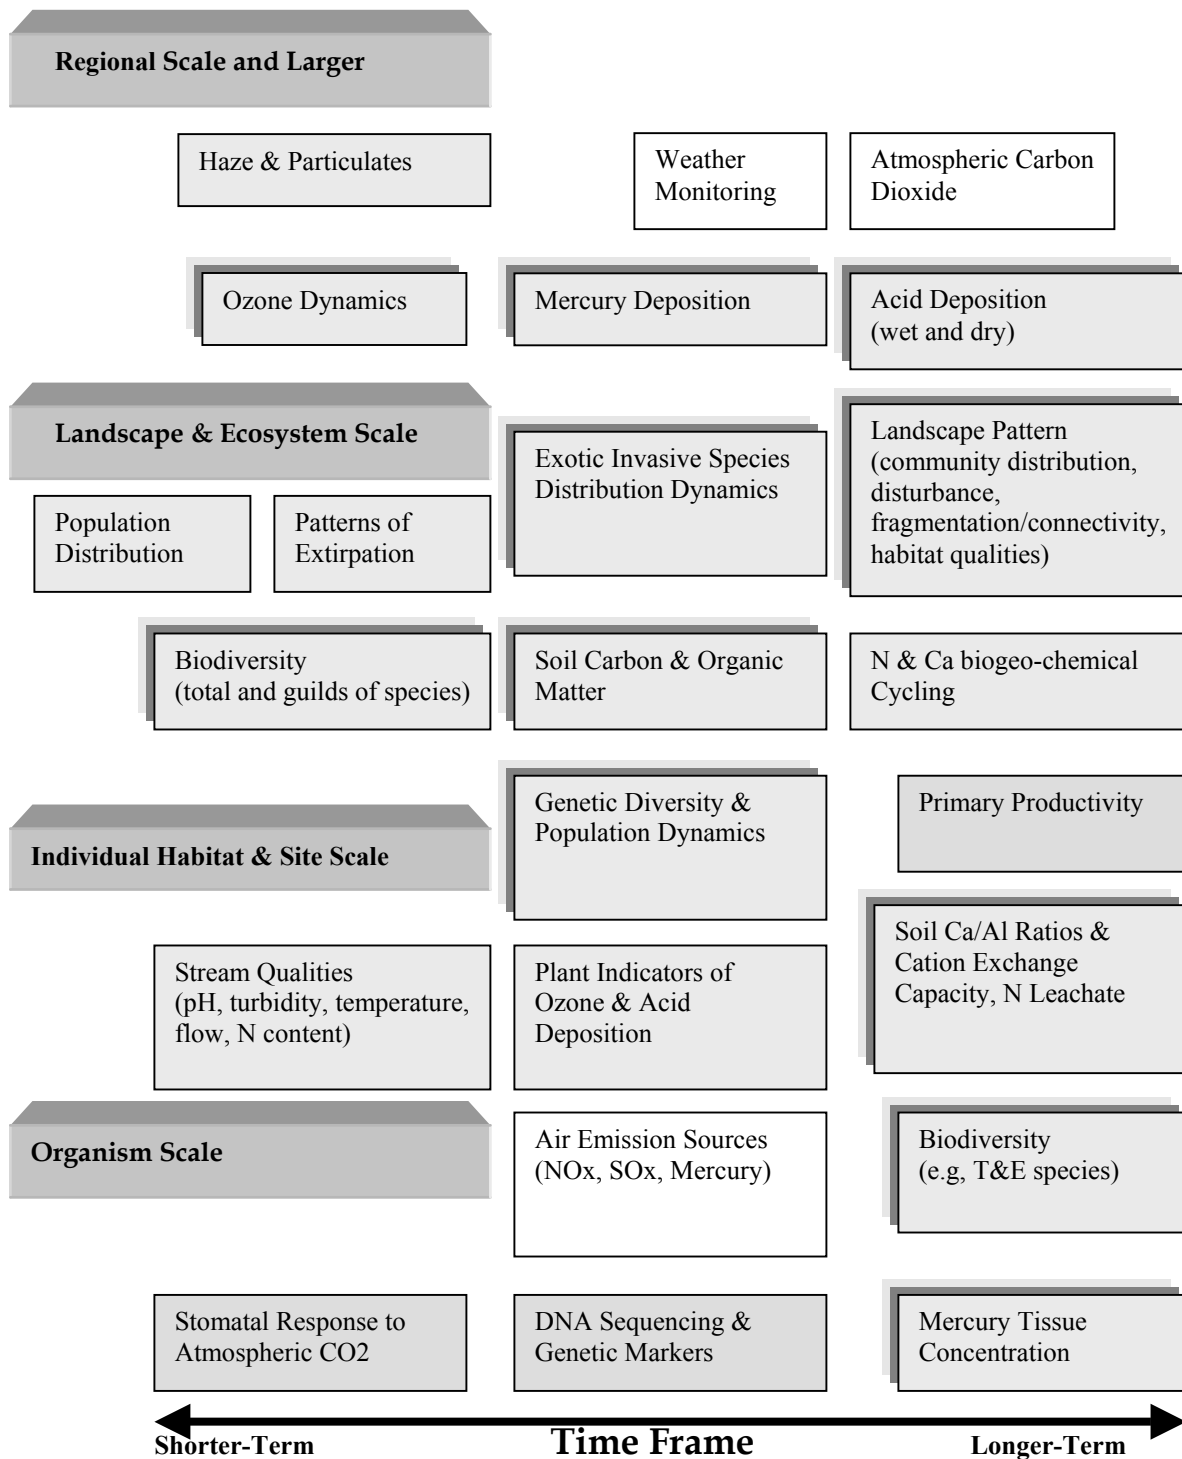 Regional Scale and Larger
Haze & Particulates
Weather
Monitoring
Atmospheric Carbon
Dioxide
Ozone Dynamics
Mercury Deposition
Acid Deposition
(wet and dry)
Landscape & Ecosystem Scale
Exotic Invasive Species
Distribution Dynamics
Landscape Pattern
(community distribution,
disturbance,
fragmentation/connectivity,
habitat qualities)
Population
Distribution
Patterns of
Extirpation
Biodiversity
(total and guilds of species)
Soil Carbon & Organic
Matter
N & Ca biogeo-chemical
Cycling
Individual Habitat & Site Scale
Genetic Diversity &
Population Dynamics
Primary Productivity
Stream Qualities
(pH, turbidity, temperature,
flow, N content)
Plant Indicators of
Ozone & Acid
Deposition
Soil Ca/Al Ratios &
Cation Exchange
Capacity, N Leachate
Organism Scale
Air Emission Sources
(NOx, SOx, Mercury)
Biodiversity
(e.g, T&E species)
Stomatal Response to
Atmospheric CO2
DNA Sequencing &
Genetic Markers
Mercury Tissue
Concentration
Shorter-Term
Time Frame
Longer-Term